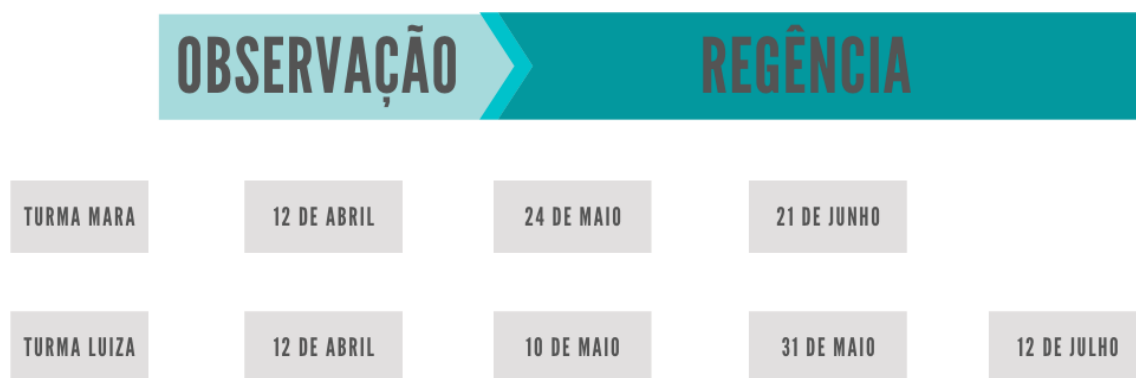 OBSERVAÇÃO REGÊNCIA
TURMA MARA 12 DE ABRIL 24 DE MAIO 21 DE JUNHO
TURMA LUIZA 12 DE ABRIL 10 DE MAIO 31 DE MAIO 12 DE JULHO